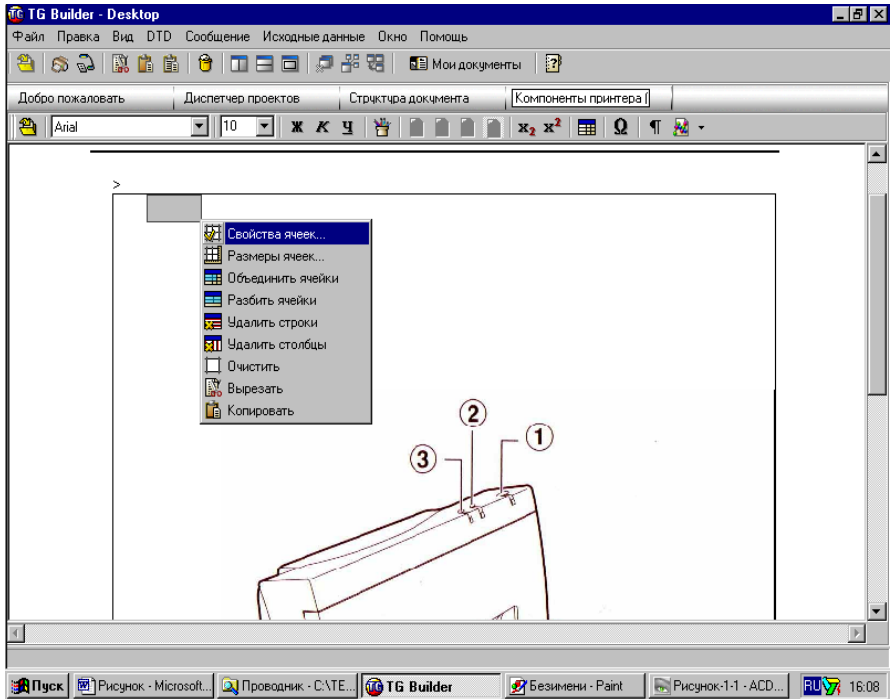 TG Builder - Desktop
Файл Правка Вид DTD Сообщение Исходные данные Окно Помощь
Мои документы
Добро пожаловать Диспетчер проектов Структура документа Компоненты принтера
Arial 10 Ж К Ч x₂ x² Ω ¶
>
Свойства ячеек...
Размеры ячеек...
Объединить ячейки
Разбить ячейки
Удалить строки
Удалить столбцы
Очистить
Вырезать
Копировать
2
1
3
Пуск Рисунок - Microsoft... Проводник - C:\TE... TG Builder Безимени - Paint Рисунок-1-1 - ACD... RU 16:08